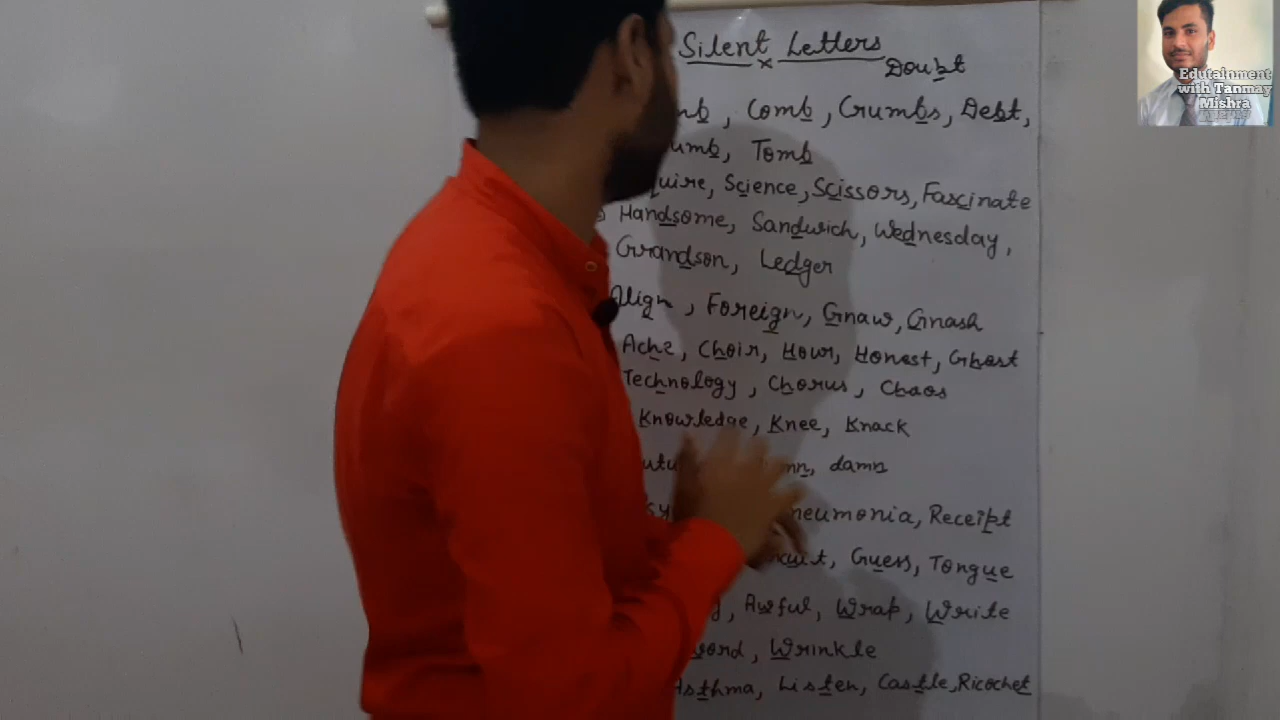 Silent Letters
Doubt
Comb, Crumbs, Debt,
Tomb
Science, Scissors, Fascinate
Handsome, Sandwich, Wednesday,
Grandson, Ledger
Align, Foreign, Gnaw, Gnash
Ache, Choir, Hour, Honest, Ghost
Technology, Chorus, Chaos
Knowledge, Knee, Knack
damn
Receipt
Guess, Tongue
Awful, Wrap, Write
Wrinkle
Asthma, Listen, Castle, Ricochet
Edutainment
with Tanmay
Mishra